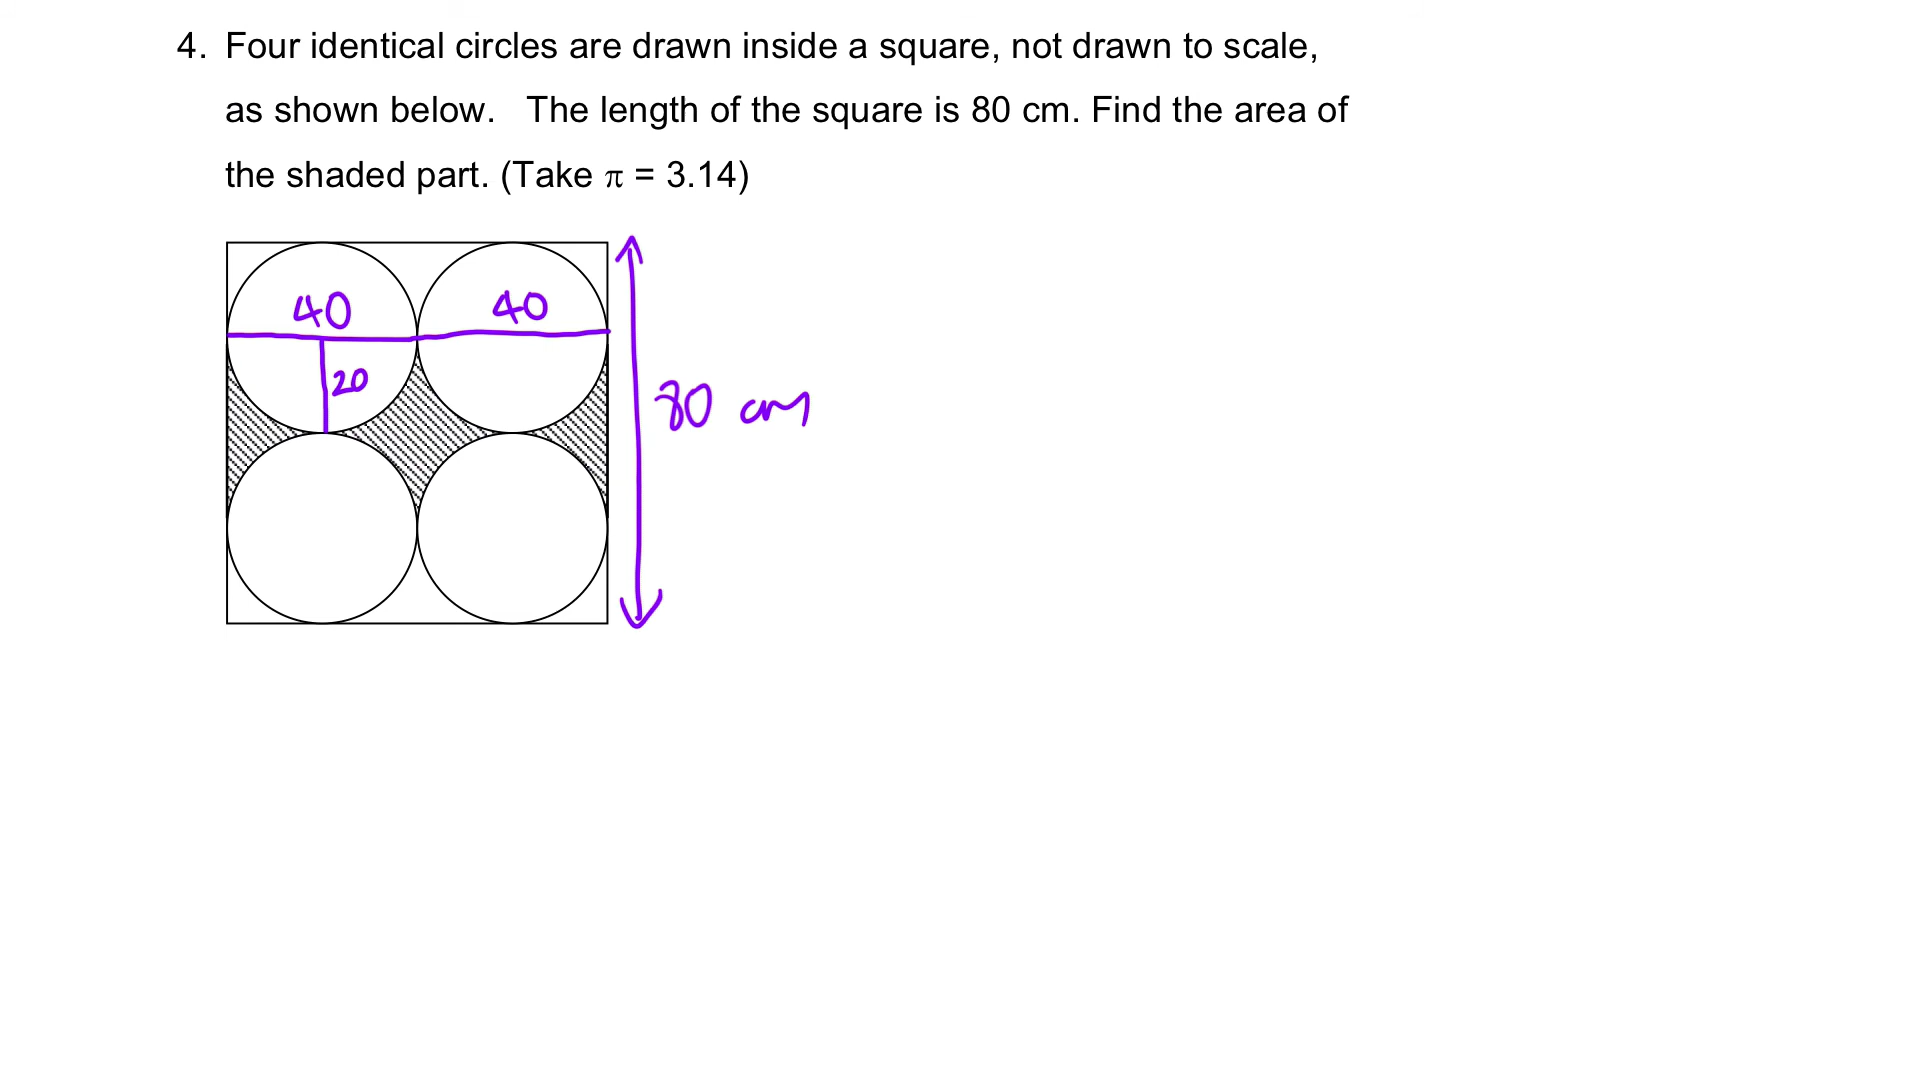 4. Four identical circles are drawn inside a square, not drawn to scale,
as shown below. The length of the square is 80 cm. Find the area of
the shaded part. (Take π = 3.14)
40 40
20
80 cm